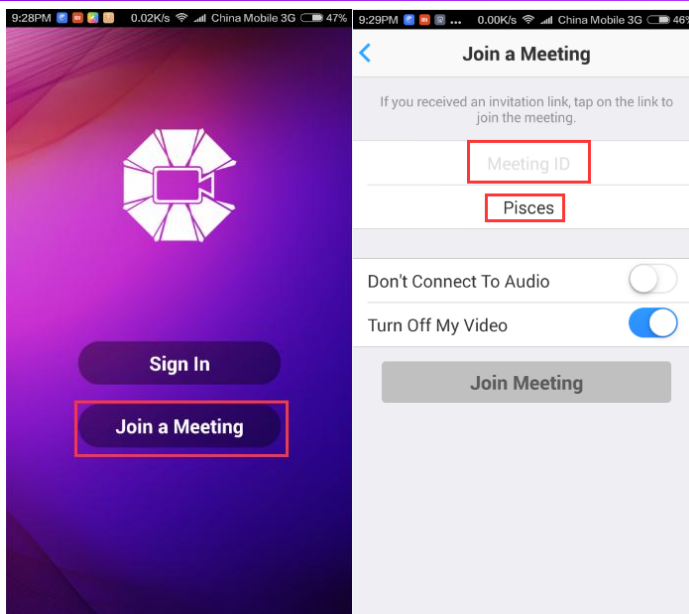 9:28PM 0.02K/s China Mobile 3G 47%
Sign In
Join a Meeting
9:29PM ... 0.00K/s China Mobile 3G 46%
Join a Meeting
If you received an invitation link, tap on the link to
join the meeting.
Meeting ID
Pisces
Don't Connect To Audio
Turn Off My Video
Join Meeting